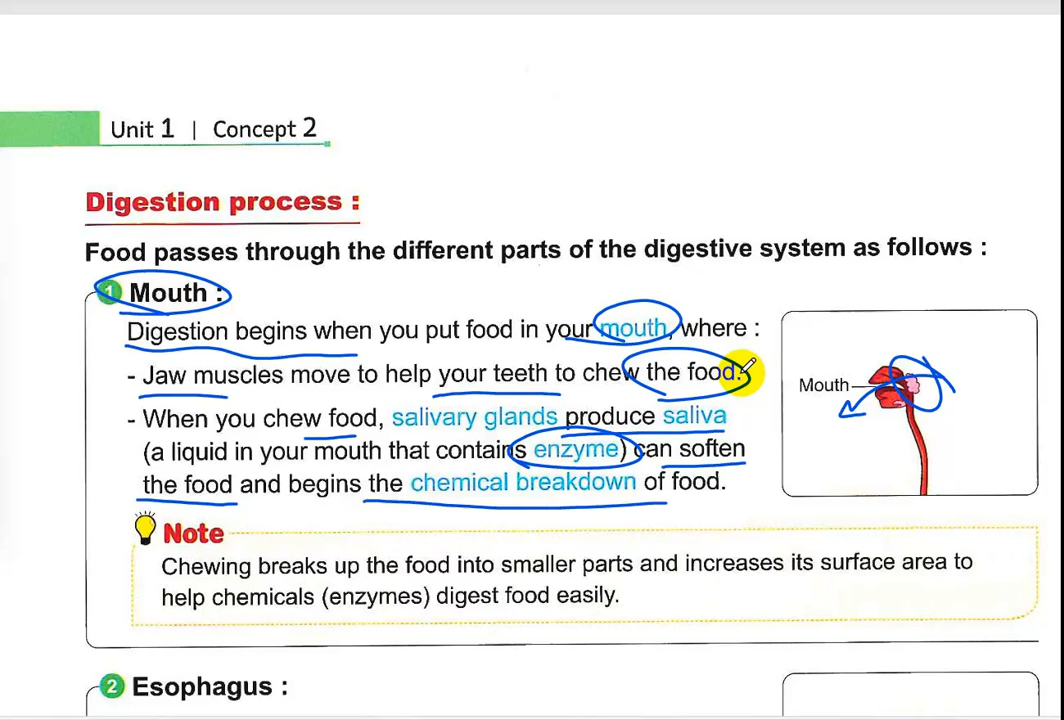 Unit 1 | Concept 2
Digestion process :
Food passes through the different parts of the digestive system as follows :
1 Mouth :
Digestion begins when you put food in your mouth, where :
- Jaw muscles move to help your teeth to chew the food.
- When you chew food, salivary glands produce saliva
(a liquid in your mouth that contains enzyme) can soften
the food and begins the chemical breakdown of food.
Mouth
Note
Chewing breaks up the food into smaller parts and increases its surface area to
help chemicals (enzymes) digest food easily.
2 Esophagus :